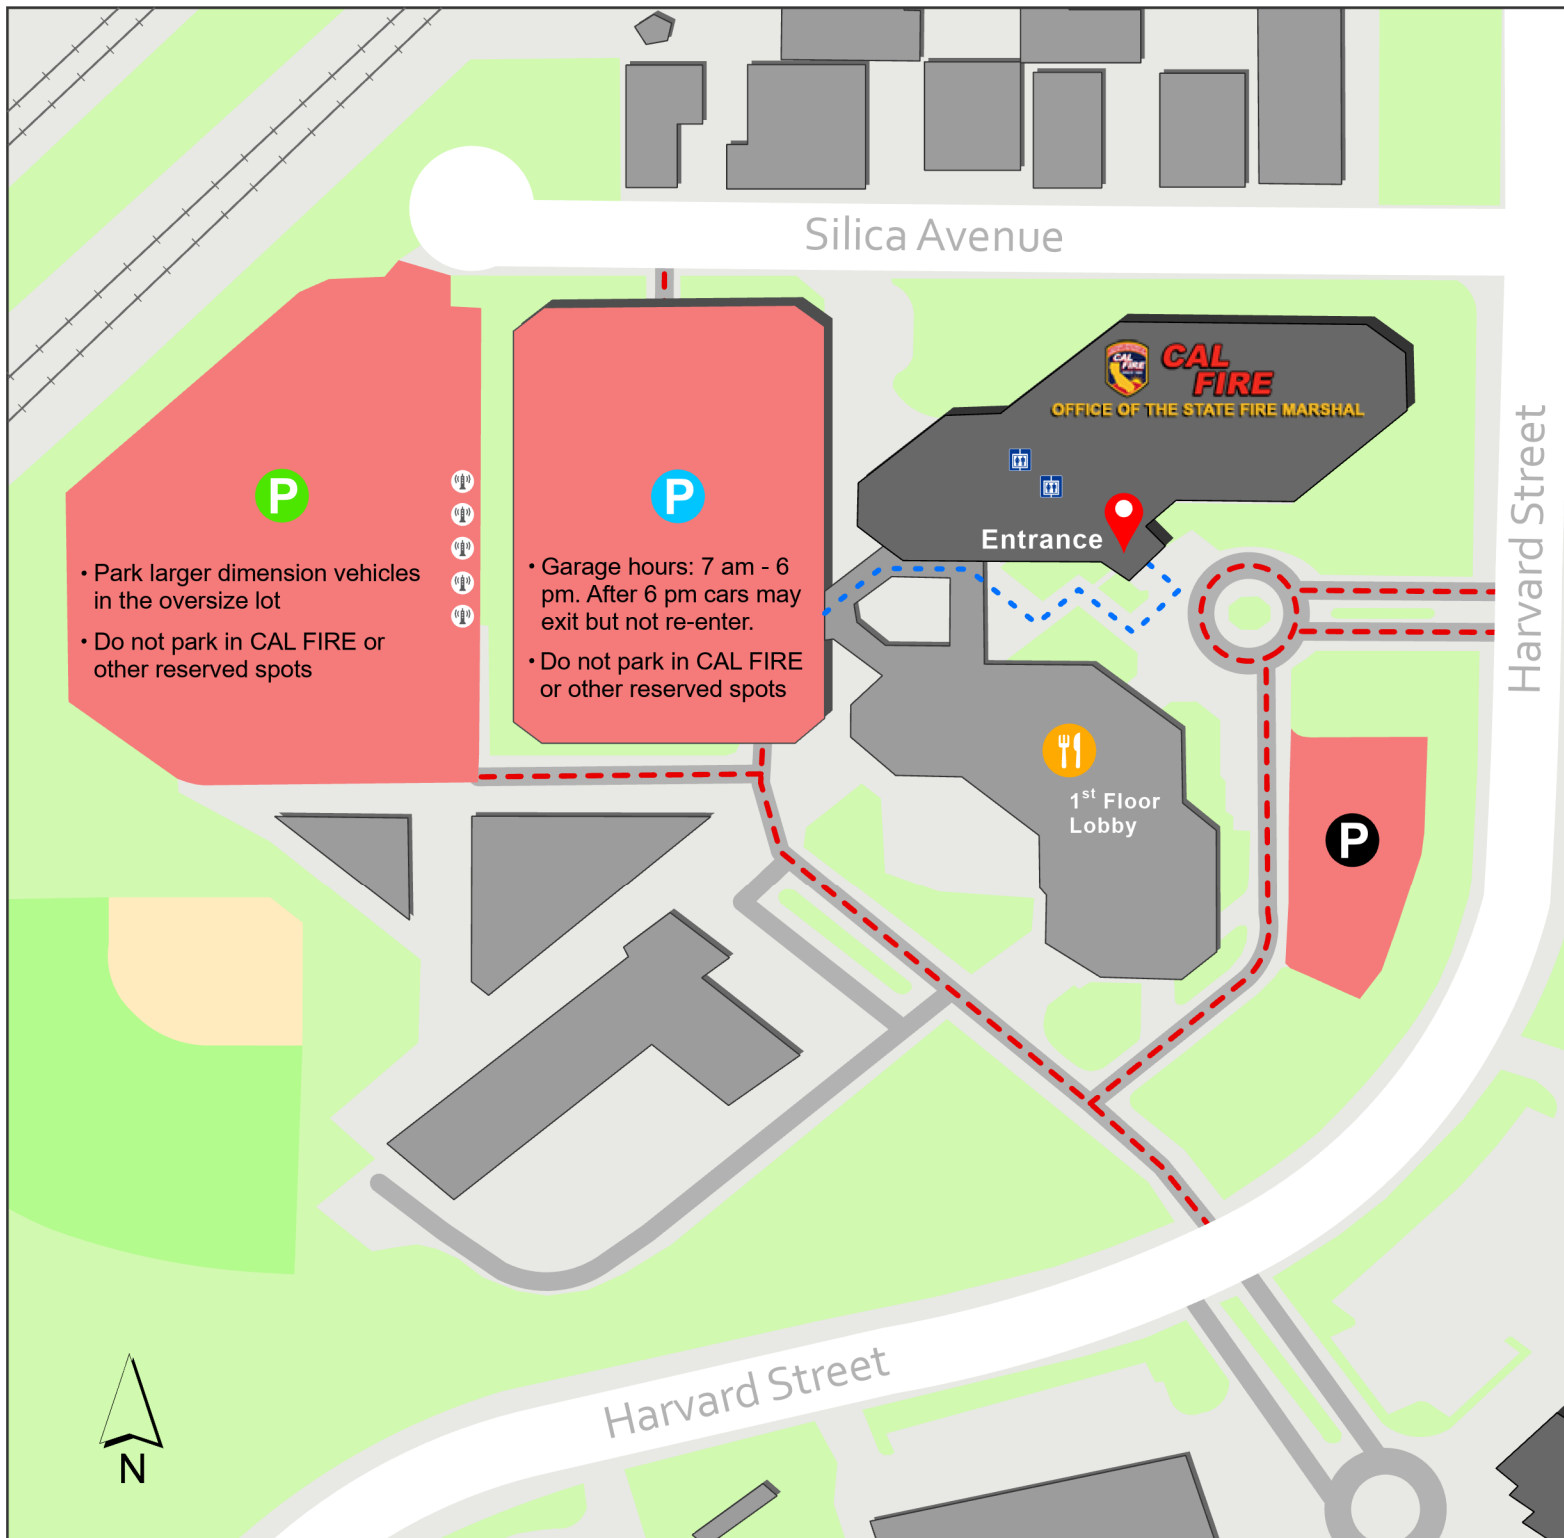 Silica Avenue
CAL
FIRE
CAL
FIRE
OFFICE OF THE STATE FIRE MARSHAL
Harvard Street
P
P
Entrance
• Park larger dimension vehicles
in the oversize lot
• Do not park in CAL FIRE or
other reserved spots
• Garage hours: 7 am - 6
pm. After 6 pm cars may
exit but not re-enter.
• Do not park in CAL FIRE
or other reserved spots
1st Floor
Lobby
P
Harvard Street
N